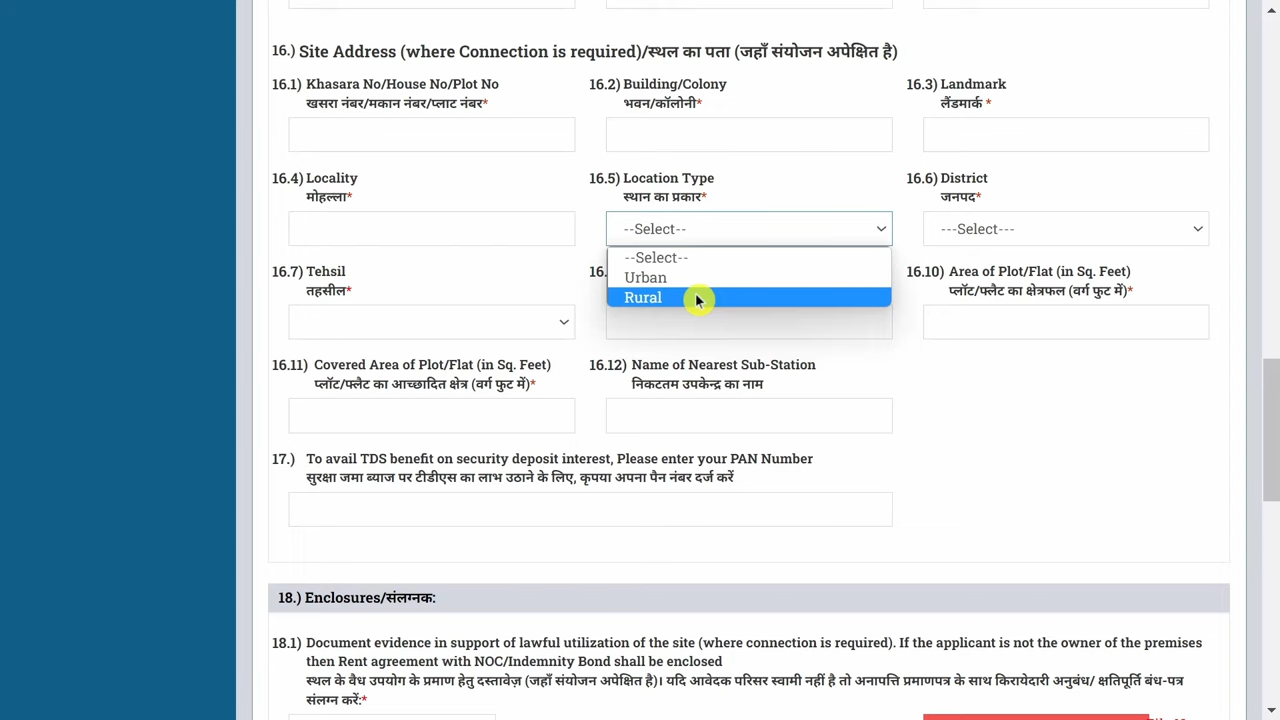 16.) Site Address (where Connection is required)/स्थल का पता (जहाँ संयोजन अपेक्षित है)
16.1) Khasara No/House No/Plot No
खसरा नंबर/मकान नंबर/प्लाट नंबर*
16.2) Building/Colony
भवन/कॉलोनी*
16.3) Landmark
लैंडमार्क *
16.4) Locality
मोहल्ला*
16.5) Location Type
स्थान का प्रकार*
16.6) District
जनपद*
--Select--
---Select---
--Select--
Urban
Rural
16.7) Tehsil
तहसील*
16.
16.10) Area of Plot/Flat (in Sq. Feet)
प्लॉट/फ्लैट का क्षेत्रफल (वर्ग फुट में)*
16.11) Covered Area of Plot/Flat (in Sq. Feet)
प्लॉट/फ्लैट का आच्छादित क्षेत्र (वर्ग फुट में)*
16.12) Name of Nearest Sub-Station
निकटतम उपकेन्द्र का नाम
17.) To avail TDS benefit on security deposit interest, Please enter your PAN Number
सुरक्षा जमा ब्याज पर टीडीएस का लाभ उठाने के लिए, कृपया अपना पैन नंबर दर्ज करें
18.) Enclosures/संलग्नक:
18.1) Document evidence in support of lawful utilization of the site (where connection is required). If the applicant is not the owner of the premises
then Rent agreement with NOC/Indemnity Bond shall be enclosed
स्थल के वैध उपयोग के प्रमाण हेतु दस्तावेज़ (जहाँ संयोजन अपेक्षित है)। यदि आवेदक परिसर स्वामी नहीं है तो अनापत्ति प्रमाणपत्र के साथ किरायेदारी अनुबंध/ क्षतिपूर्ति बंध-पत्र
संलग्न करें:*